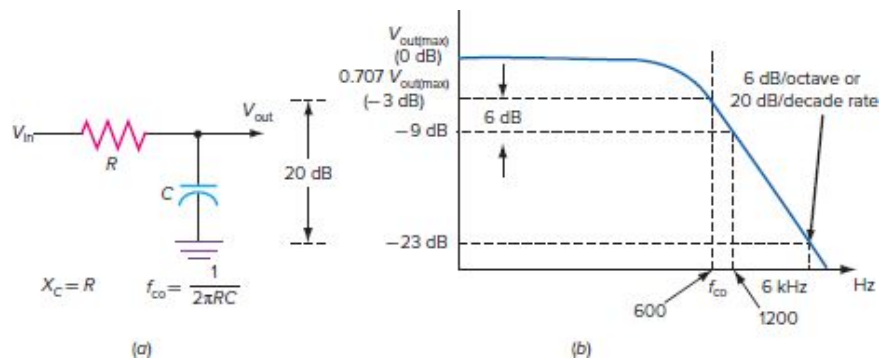 V_in
R
V_out
C
X_C = R
f_co = 1 / 2πRC
(a)
20 dB
V_out(max)
(0 dB)
0.707 V_out(max)
(−3 dB)
−9 dB
−23 dB
6 dB
6 dB/octave or
20 dB/decade rate
600
f_co
1200
6 kHz
Hz
(b)